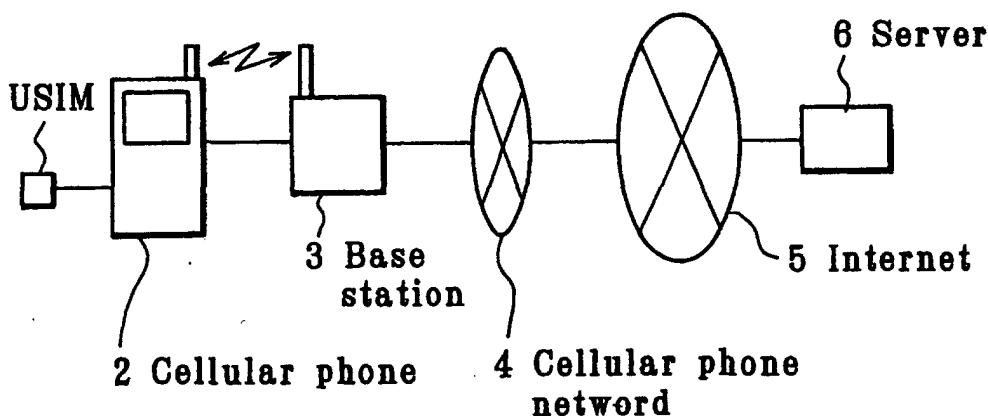 6 Server
USIM
3 Base
station
5 Internet
2 Cellular phone
4 Cellular phone
netword